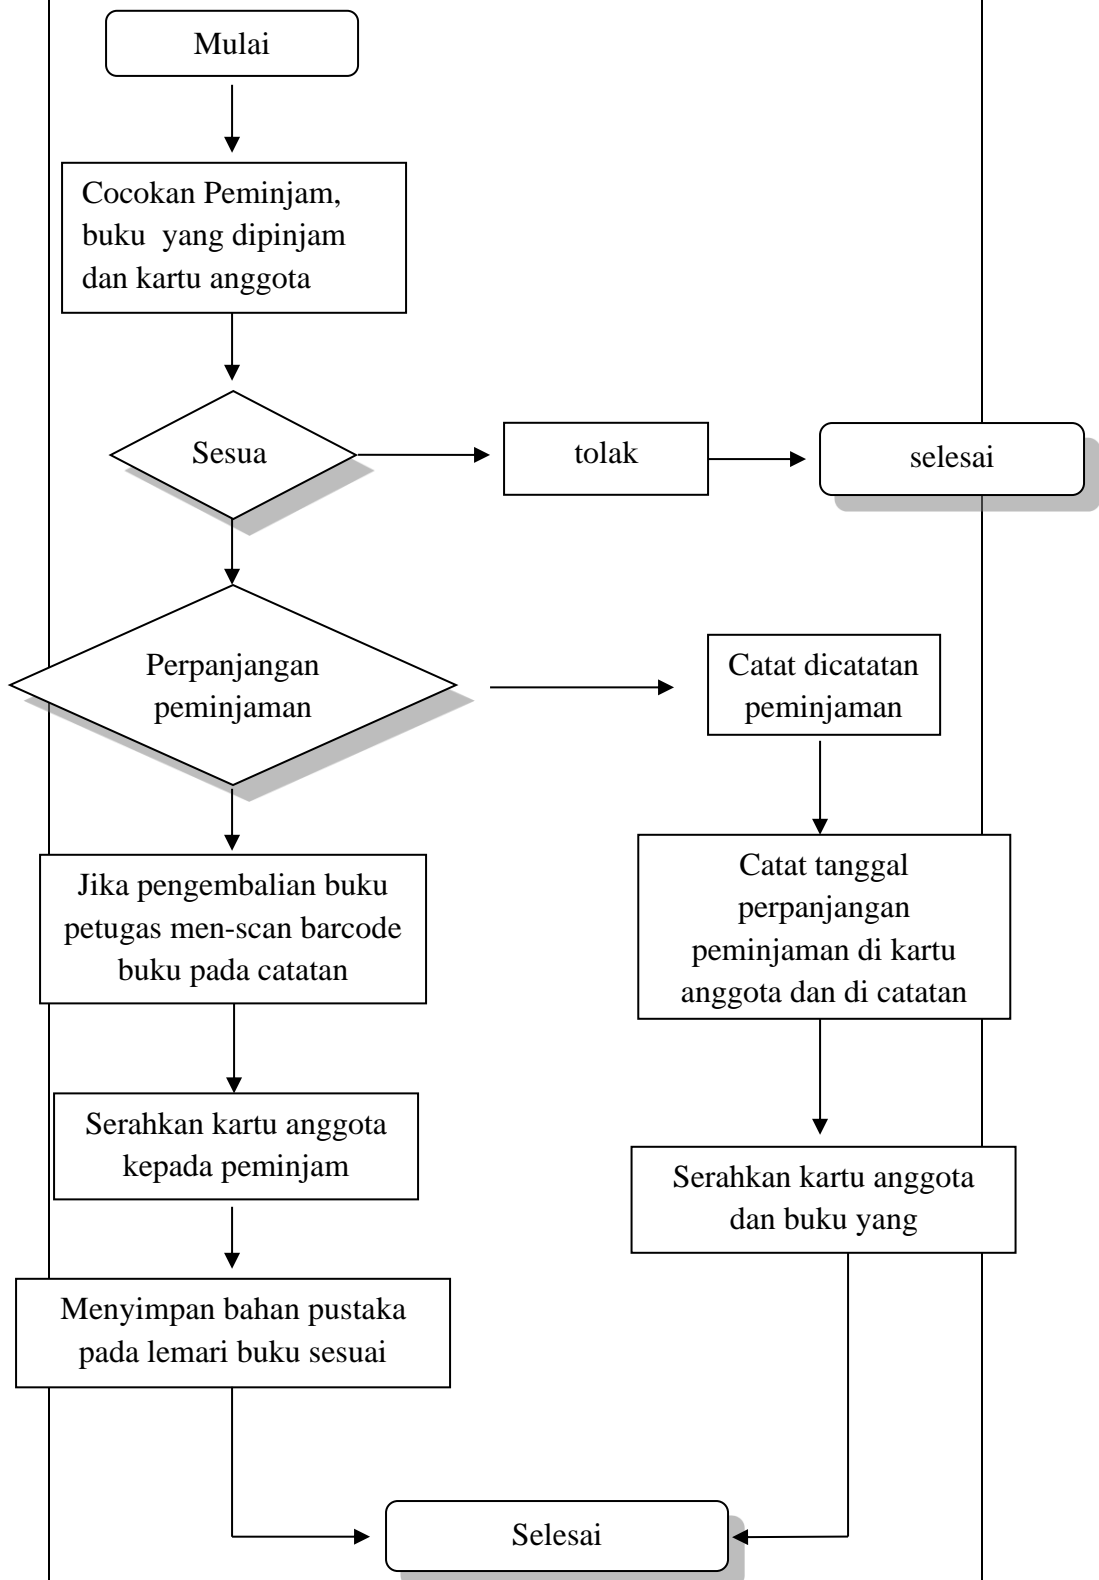 Mulai
Cocokan Peminjam,
buku yang dipinjam
dan kartu anggota
Sesua
tolak
selesai
Perpanjangan
peminjaman
Catat dicatatan
peminjaman
Jika pengembalian buku
petugas men-scan barcode
buku pada catatan
Catat tanggal
perpanjangan
peminjaman di kartu
anggota dan di catatan
Serahkan kartu anggota
kepada peminjam
Serahkan kartu anggota
dan buku yang
Menyimpan bahan pustaka
pada lemari buku sesuai
Selesai